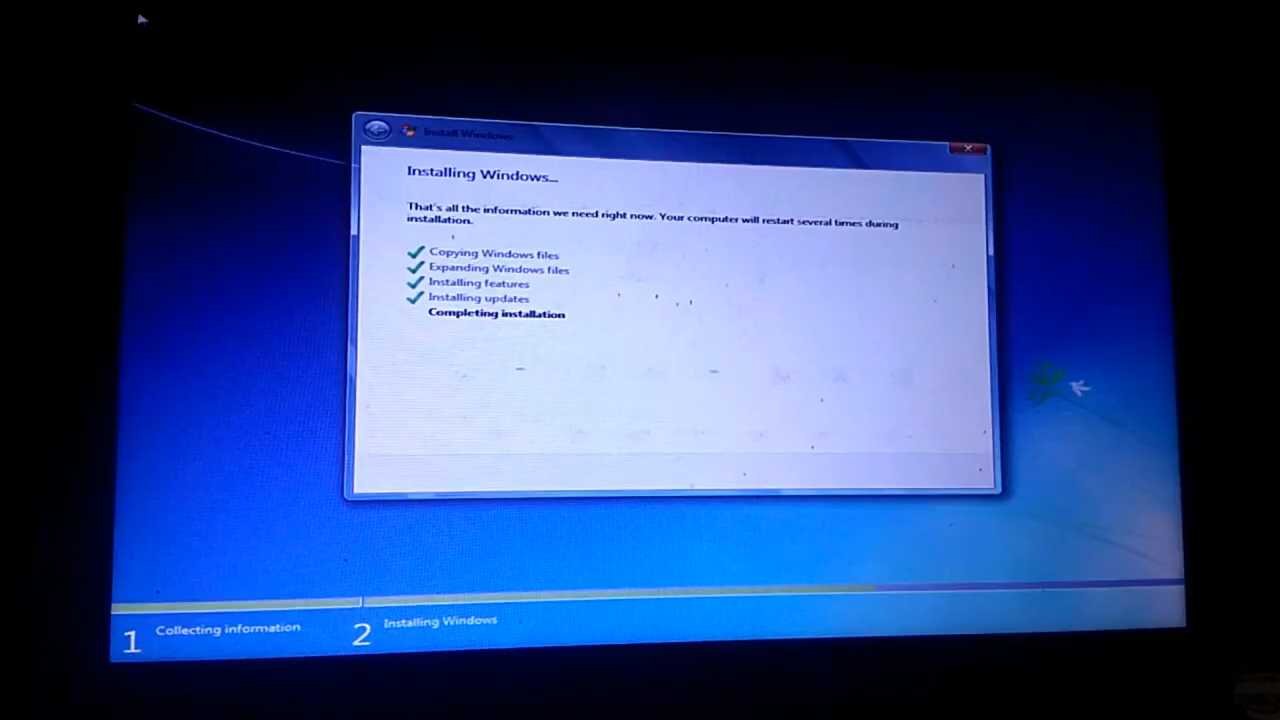 Install Windows
Installing Windows...
That's all the information we need right now. Your computer will restart several times during
installation.
Copying Windows files
Expanding Windows files
Installing features
Installing updates
Completing installation
1 Collecting information
2 Installing Windows